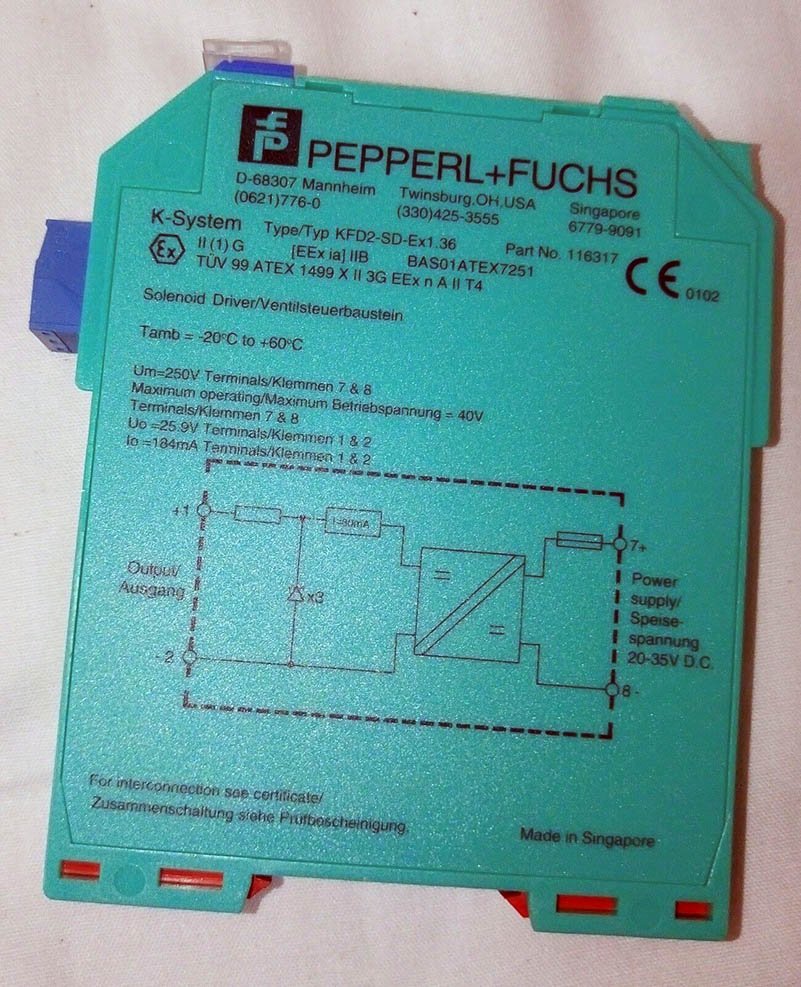 PEPPERL+FUCHS
D-68307 Mannheim Twinsburg.OH,USA Singapore
(0621)776-0 (330)425-3555 6779-9091
K-System Type/Typ KFD2-SD-Ex1.36 Part No. 116317
Ex II (1) G [EEx ia] IIB BAS01ATEX7251 CE 0102
TÜV 99 ATEX 1499 X II 3G EEx n A II T4
Solenoid Driver/Ventilsteuerbaustein
Tamb = -20°C to +60°C
Um=250V Terminals/Klemmen 7 & 8
Maximum operating/Maximum Betriebspannung = 40V
Terminals/Klemmen 7 & 8
Uo =25.9V Terminals/Klemmen 1 & 2
Io =184mA Terminals/Klemmen 1 & 2
+1
I=80mA
7+
Output/
Ausgang
x3
Power
supply/
Speise-
spannung
20-35V D.C.
- 2
8 -
For interconnection see certificate/
Zusammenschaltung siehe Prüfbescheinigung.
Made in Singapore